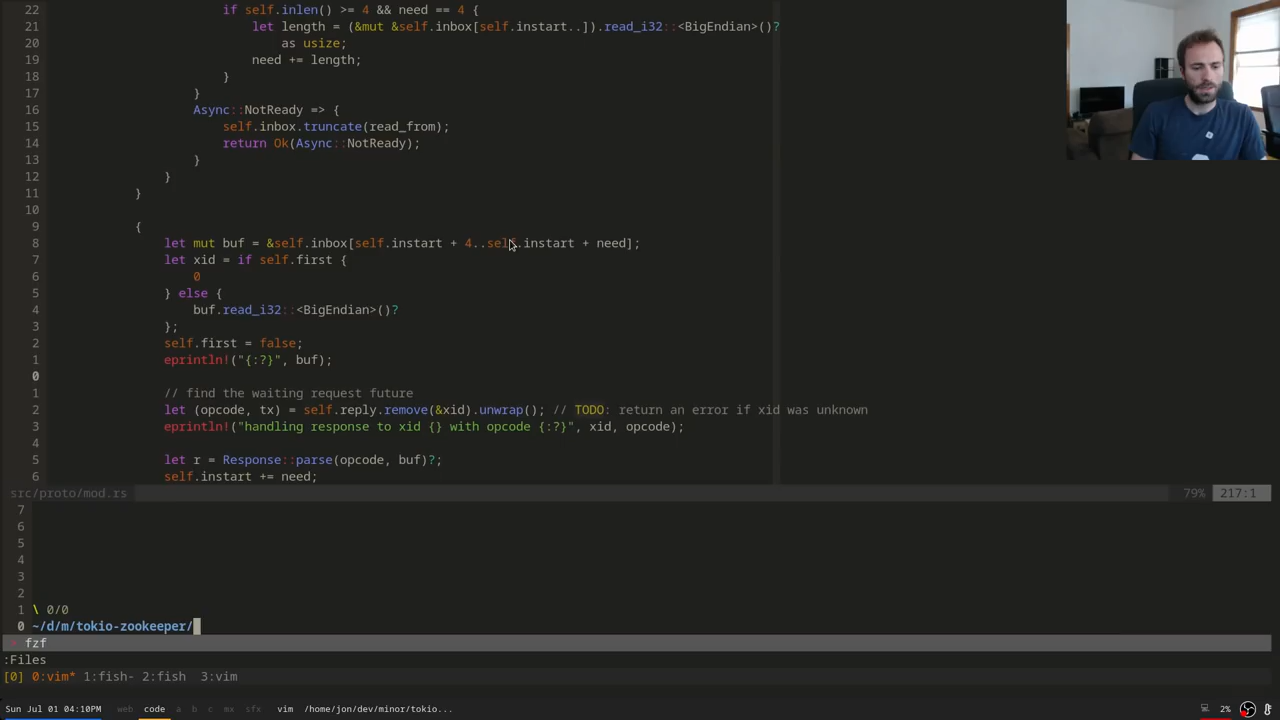 22                         if self.inlen() >= 4 && need == 4 {
21                             let length = (&mut &self.inbox[self.instart..]).read_i32::<BigEndian>()?
20                                 as usize;
19                             need += length;
18                         }
17                     }
16                     Async::NotReady => {
15                         self.inbox.truncate(read_from);
14                         return Ok(Async::NotReady);
13                     }
12                 }
11             }
10
9             {
8                 let mut buf = &self.inbox[self.instart + 4..self.instart + need];
7                 let xid = if self.first {
6                     0
5                 } else {
4                     buf.read_i32::<BigEndian>()?
3                 };
2                 self.first = false;
1                 eprintln!("{:?}", buf);
0
1                 // find the waiting request future
2                 let (opcode, tx) = self.reply.remove(&xid).unwrap(); // TODO: return an error if xid was unknown
3                 eprintln!("handling response to xid {} with opcode {:?}", xid, opcode);
4
5                 let r = Response::parse(opcode, buf)?;
6                 self.instart += need;
src/proto/mod.rs 79% 217:1
7
6
5
4
3
2
1 \ 0/0
0 ~/d/m/tokio-zookeeper/
fzf
:Files
[0] 0:vim* 1:fish- 2:fish 3:vim
Sun Jul 01 04:10PM web code a b c mx sfx vim /home/jon/dev/minor/tokio... 2%